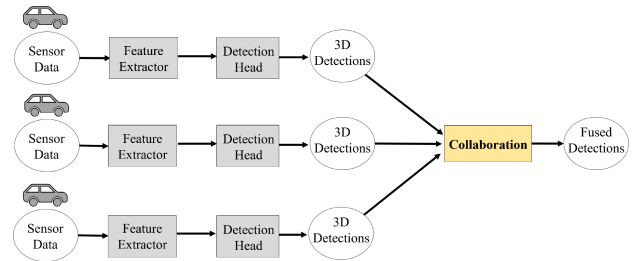 Sensor
Data
Feature
Extractor
Detection
Head
3D
Detections
Sensor
Data
Feature
Extractor
Detection
Head
3D
Detections
Collaboration
Fused
Detections
Sensor
Data
Feature
Extractor
Detection
Head
3D
Detections